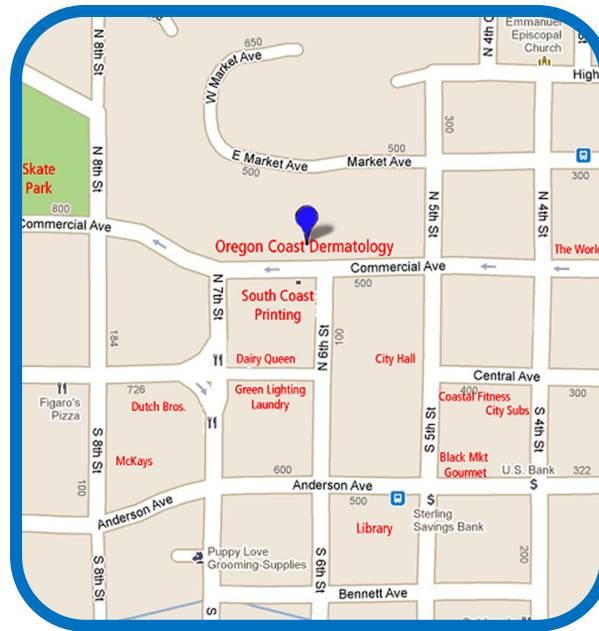 N 8th St
650
W Market Ave
N 4th
Emmanuel
Episcopal
Church
High
300
E Market Ave
500
Market Ave
500
300
N 8th St
Skate
Park
800
Commercial Ave
N 5th St
N 4th St
Oregon Coast Dermatology
The World
Commercial Ave
500
N 7th St
South Coast
Printing
N 6th St
100
184
Dairy Queen
City Hall
Central Ave
400
300
Figaro's
Pizza
726
Dutch Bros.
Green Lighting
Laundry
Coastal Fitness
City Subs
S 5th St
S 4th St
S 8th St
100
McKays
Black Mkt
Gourmet
U.S. Bank
322
600
Anderson Ave
500
Anderson Ave
Sterling
Savings Bank
Library
200
Puppy Love
Grooming-Supplies
S 8th St
S 6th St
S
Bennett Ave